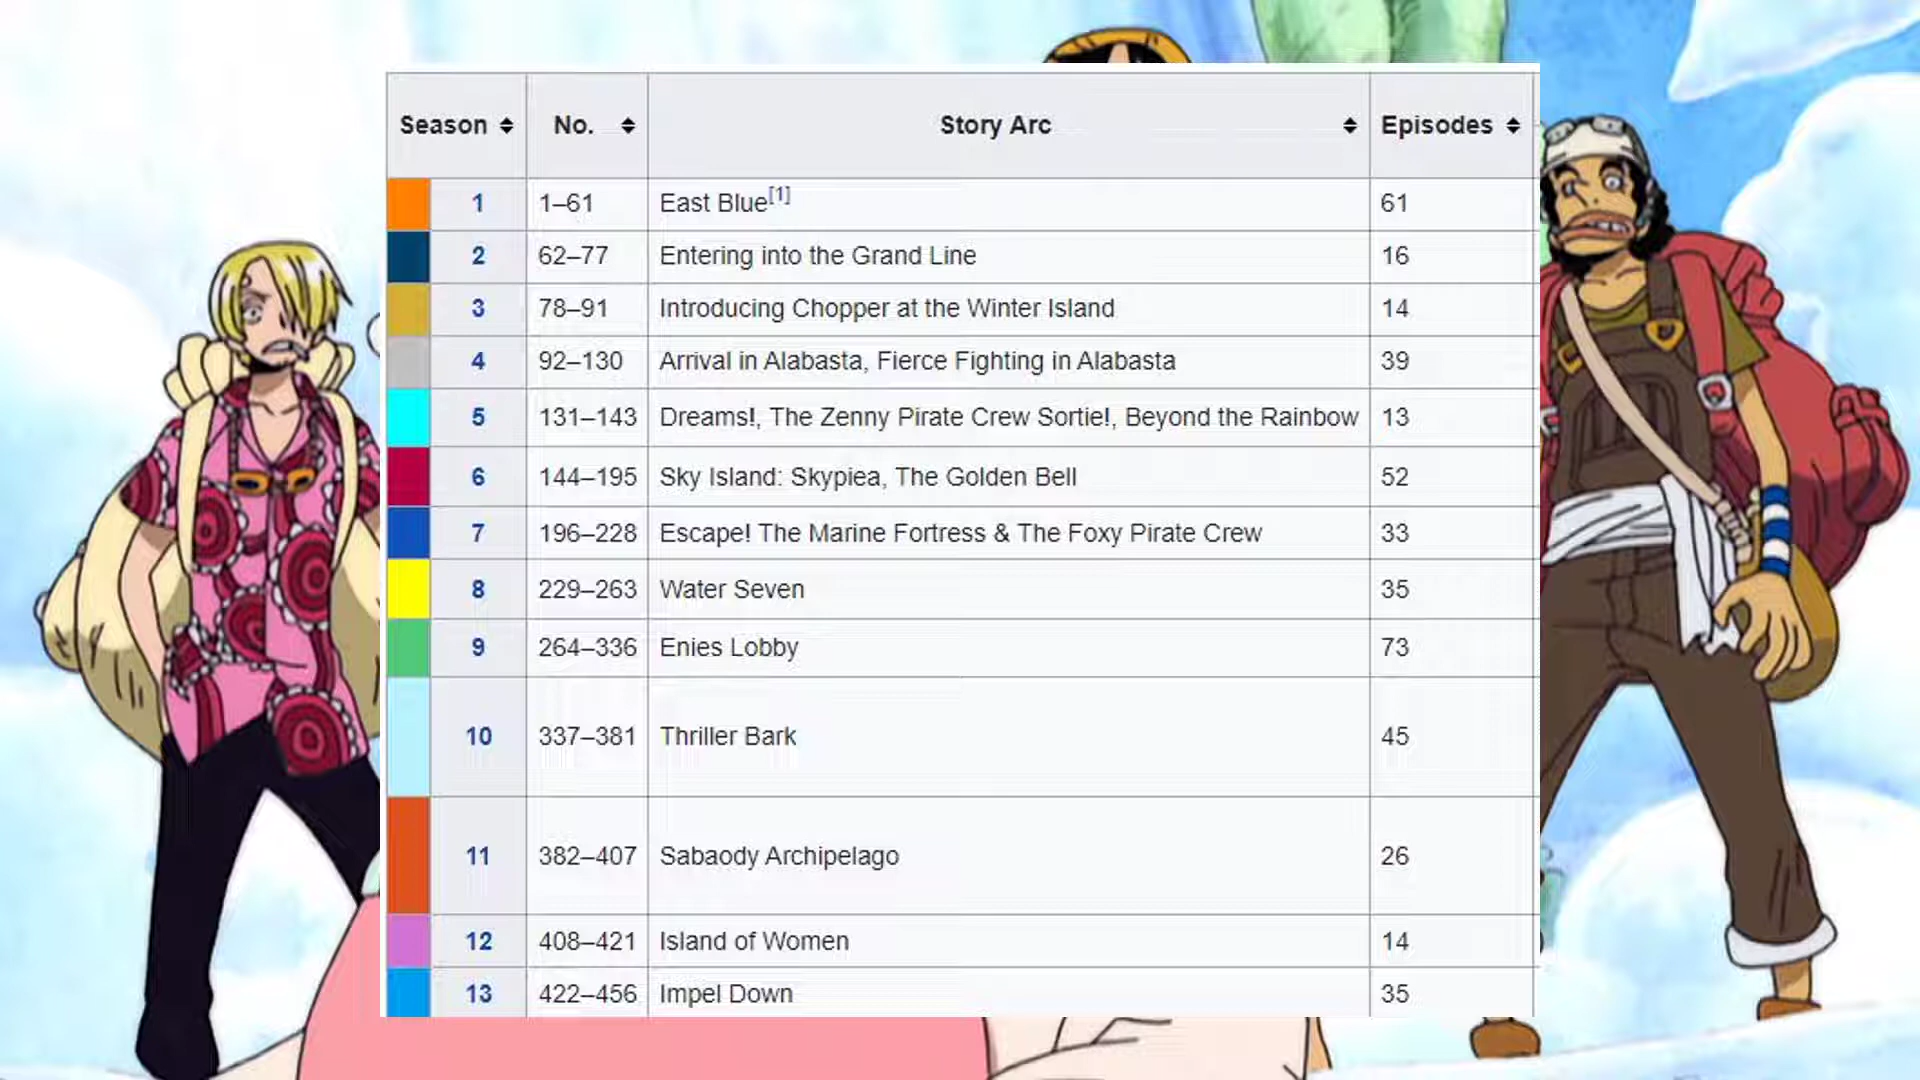 Season No. Story Arc Episodes
1 1–61 East Blue[1] 61
2 62–77 Entering into the Grand Line 16
3 78–91 Introducing Chopper at the Winter Island 14
4 92–130 Arrival in Alabasta, Fierce Fighting in Alabasta 39
5 131–143 Dreams!, The Zenny Pirate Crew Sortie!, Beyond the Rainbow 13
6 144–195 Sky Island: Skypiea, The Golden Bell 52
7 196–228 Escape! The Marine Fortress & The Foxy Pirate Crew 33
8 229–263 Water Seven 35
9 264–336 Enies Lobby 73
10 337–381 Thriller Bark 45
11 382–407 Sabaody Archipelago 26
12 408–421 Island of Women 14
13 422–456 Impel Down 35